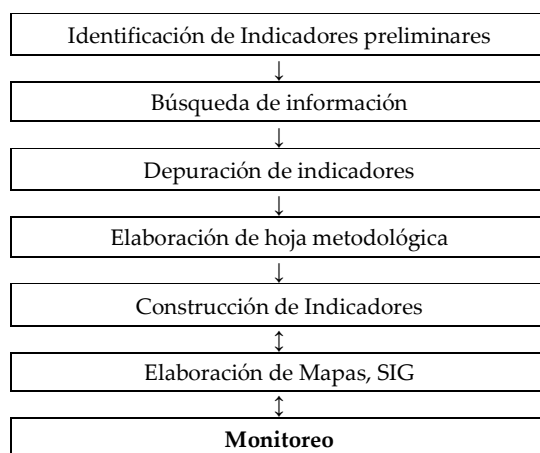 Identificación de Indicadores preliminares
↓
Búsqueda de información
↓
Depuración de indicadores
↓
Elaboración de hoja metodológica
↓
Construcción de Indicadores
↕
Elaboración de Mapas, SIG
↕
Monitoreo